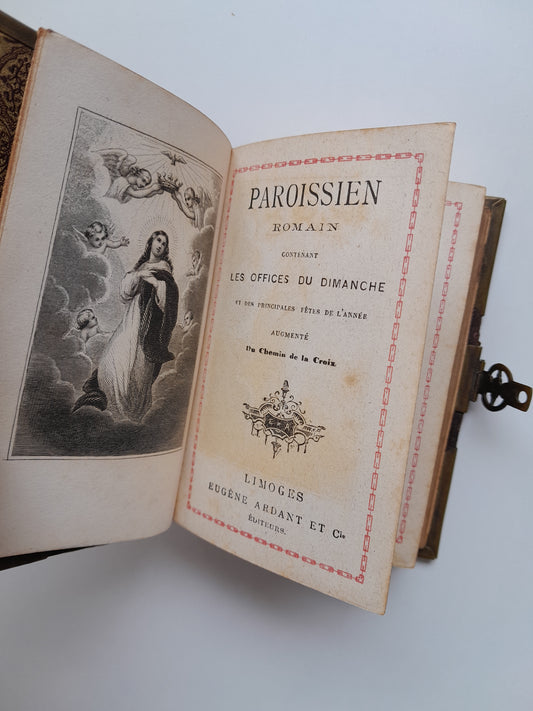 PAROISSIEN
ROMAIN
CONTENANT
LES OFFICES DU DIMANCHE
ET DES PRINCIPALES FÊTES DE L'ANNÉE
AUGMENTÉ
Du Chemin de la Croix.
LIMOGES
EUGÈNE ARDANT ET Cie
ÉDITEURS.